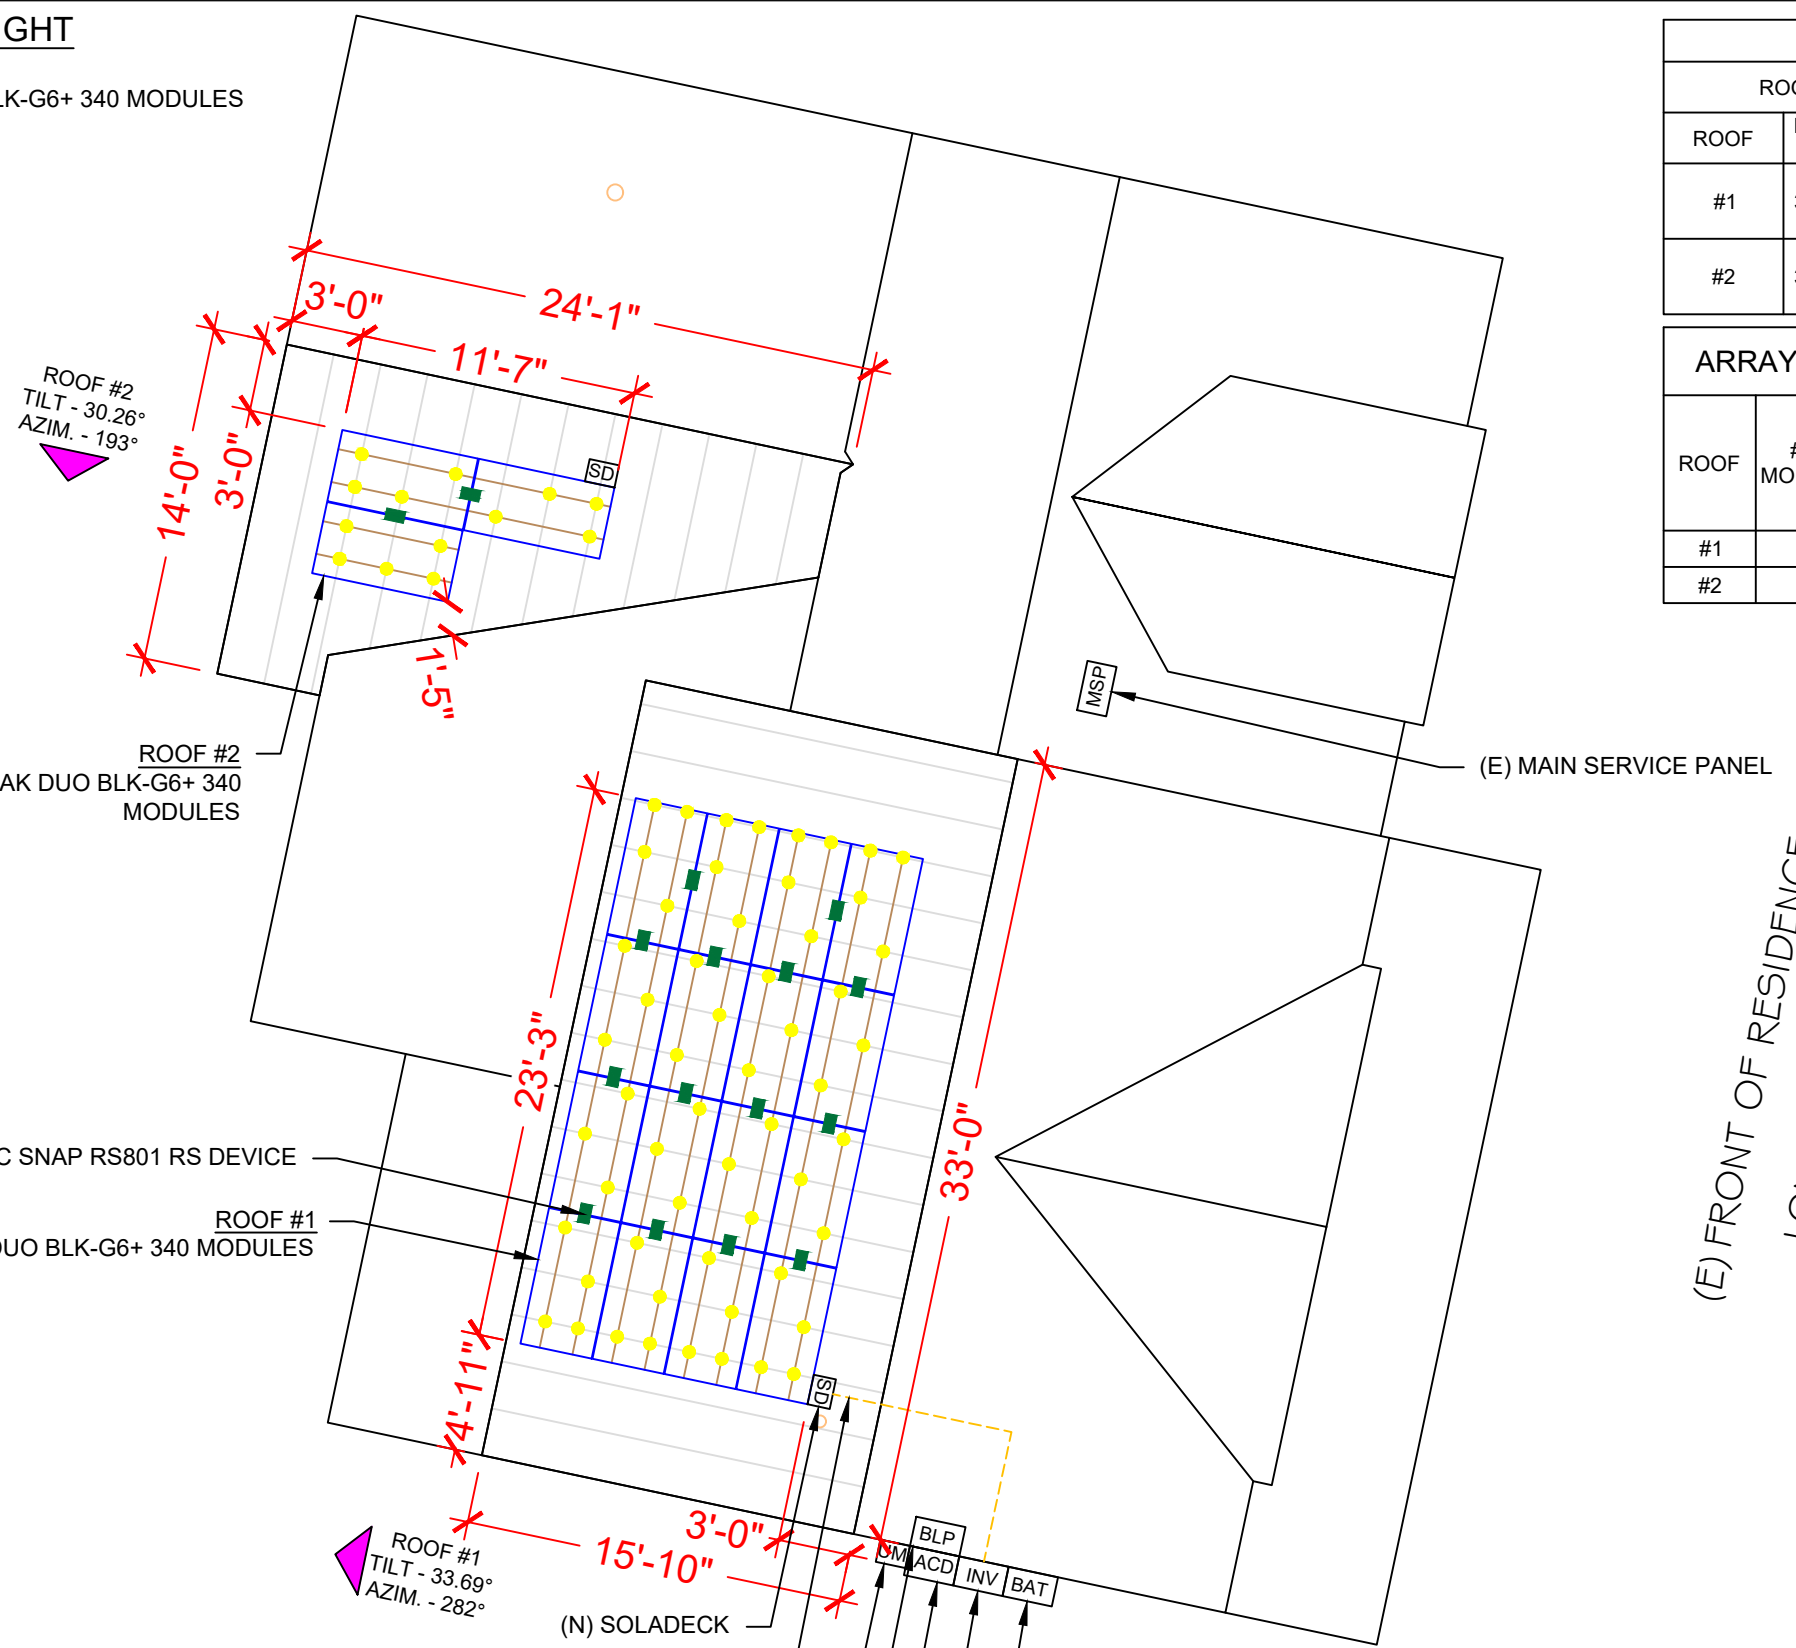 GHT
LK-G6+ 340 MODULES
24'-1"
3'-0"
11'-7"
14'-0"
3'-0"
1'-5"
ROOF #2
TILT - 30.26°
AZIM. - 193°
SD
ROOF #2
AK DUO BLK-G6+ 340
MODULES
MSP
(E) MAIN SERVICE PANEL
ROOF
#1
#2
ARRAY
ROOF
#1
#2
23'-3"
33'-0"
C SNAP RS801 RS DEVICE
ROOF #1
DUO BLK-G6+ 340 MODULES
4'-11"
SD
3'-0"
15'-10"
ROOF #1
TILT - 33.69°
AZIM. - 282°
(N) SOLADECK
BLP
UM
ACD
INV
BAT
(E) FRONT OF RESIDENCE